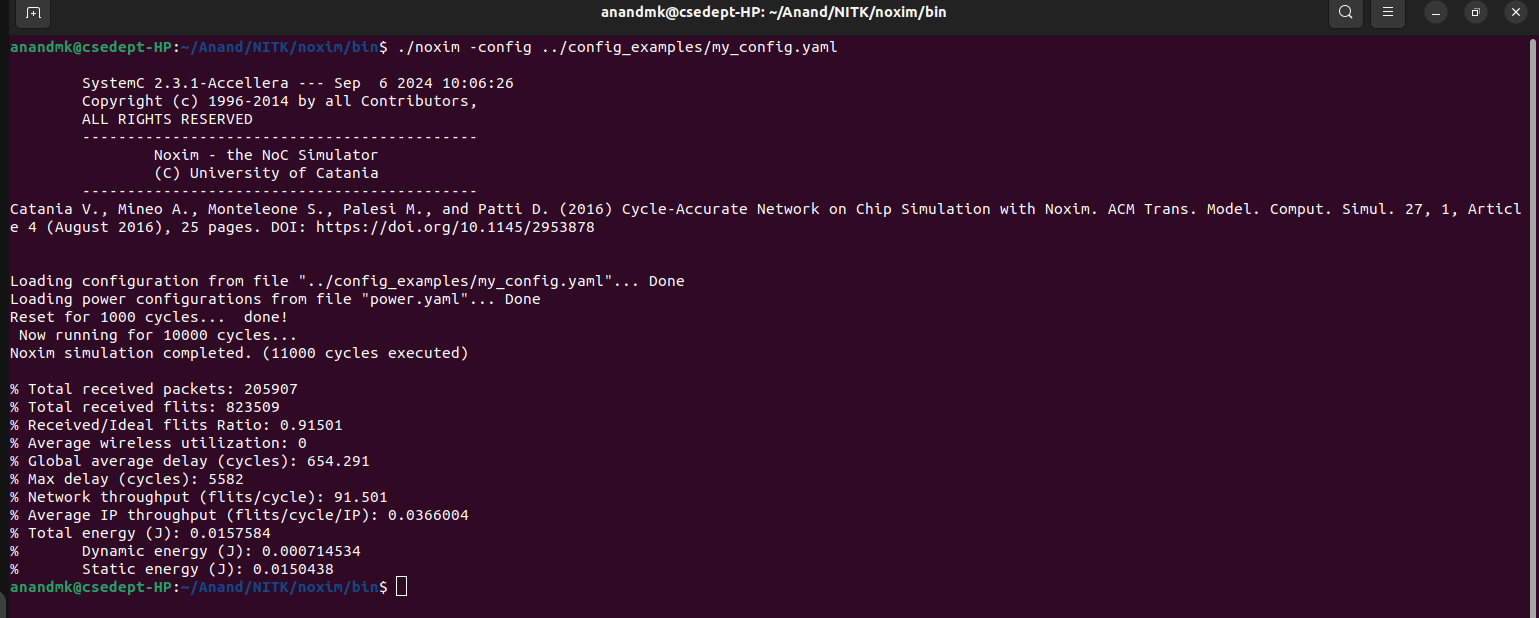 anandmk@csedept-HP: ~/Anand/NITK/noxim/bin
anandmk@csedept-HP:~/Anand/NITK/noxim/bin$ ./noxim -config ../config_examples/my_config.yaml
SystemC 2.3.1-Accellera --- Sep  6 2024 10:06:26
Copyright (c) 1996-2014 by all Contributors,
ALL RIGHTS RESERVED
--------------------------------------------
Noxim - the NoC Simulator
(C) University of Catania
--------------------------------------------
Catania V., Mineo A., Monteleone S., Palesi M., and Patti D. (2016) Cycle-Accurate Network on Chip Simulation with Noxim. ACM Trans. Model. Comput. Simul. 27, 1, Articl
e 4 (August 2016), 25 pages. DOI: https://doi.org/10.1145/2953878
Loading configuration from file "../config_examples/my_config.yaml"... Done
Loading power configurations from file "power.yaml"... Done
Reset for 1000 cycles...  done!
Now running for 10000 cycles...
Noxim simulation completed. (11000 cycles executed)
% Total received packets: 205907
% Total received flits: 823509
% Received/Ideal flits Ratio: 0.91501
% Average wireless utilization: 0
% Global average delay (cycles): 654.291
% Max delay (cycles): 5582
% Network throughput (flits/cycle): 91.501
% Average IP throughput (flits/cycle/IP): 0.0366004
% Total energy (J): 0.0157584
%       Dynamic energy (J): 0.000714534
%       Static energy (J): 0.0150438
anandmk@csedept-HP:~/Anand/NITK/noxim/bin$